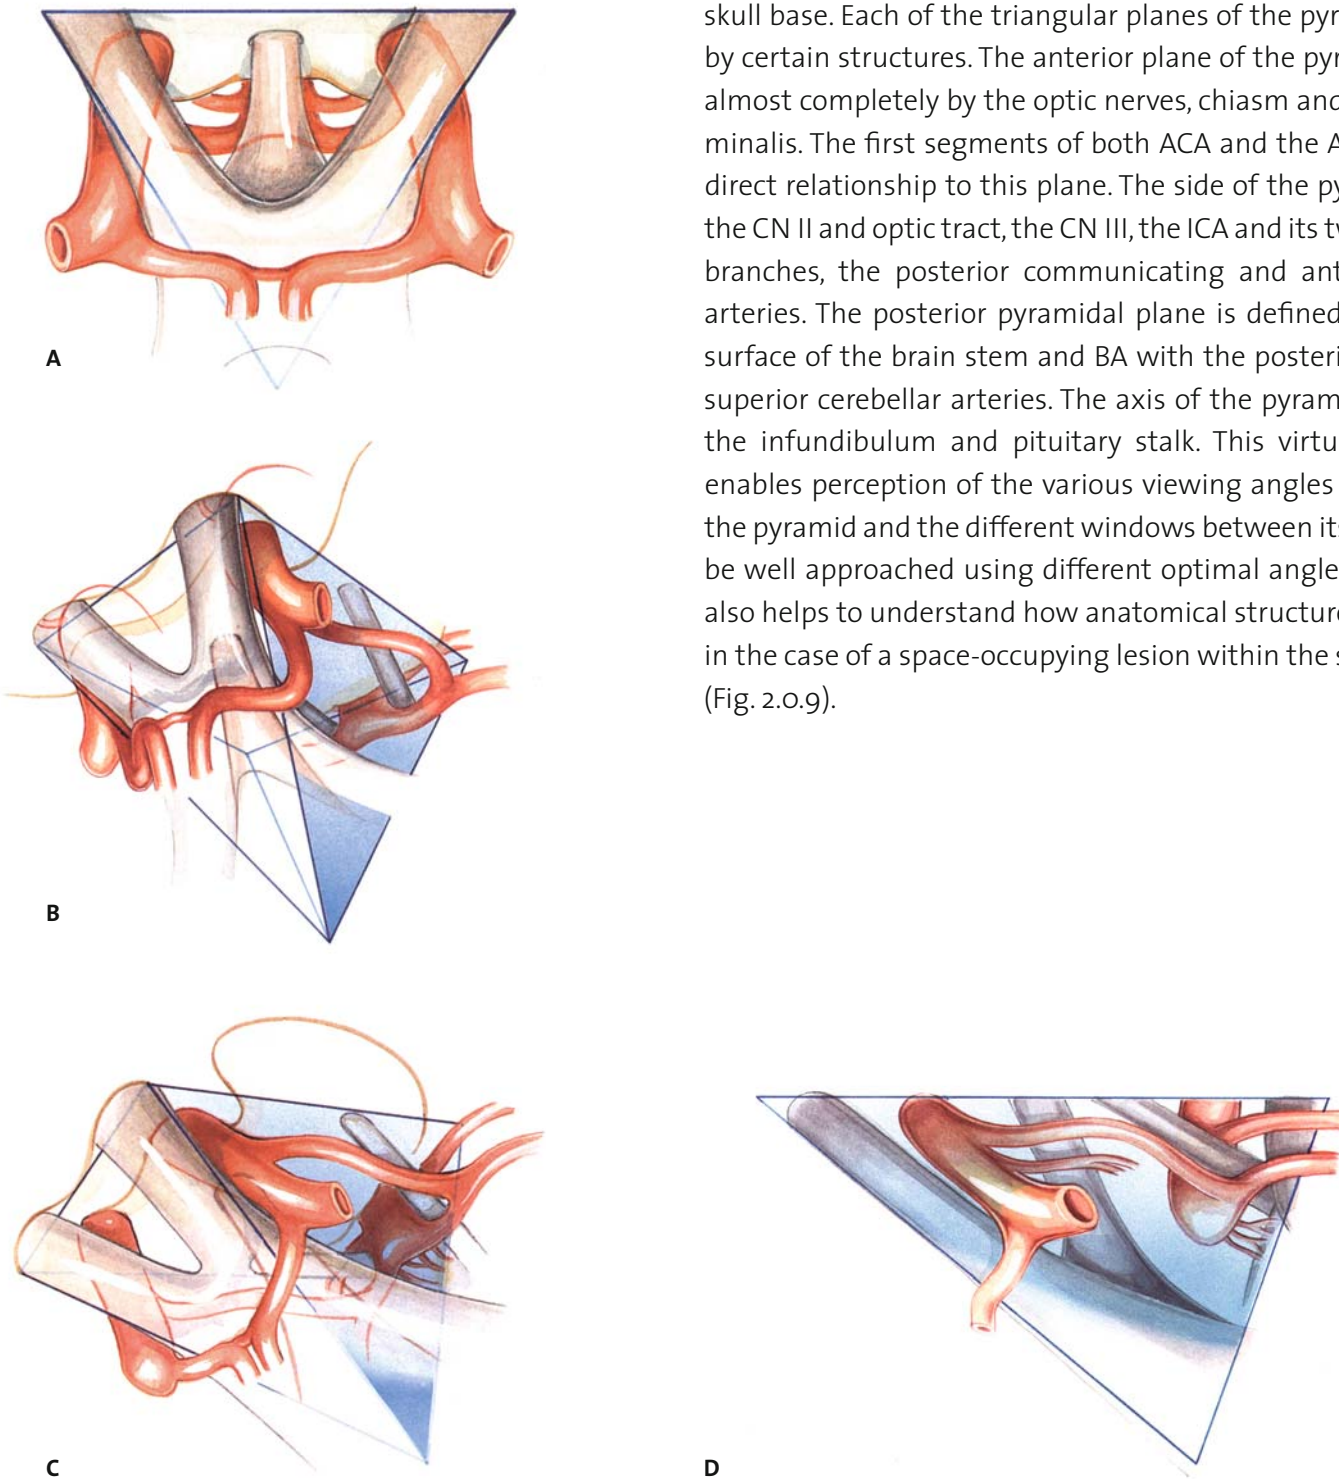 skull base. Each of the triangular planes of the pyr
by certain structures. The anterior plane of the pyr
almost completely by the optic nerves, chiasm and
minalis. The first segments of both ACA and the A
direct relationship to this plane. The side of the py
the CN II and optic tract, the CN III, the ICA and its tv
branches, the posterior communicating and ant
arteries. The posterior pyramidal plane is defined
surface of the brain stem and BA with the posteri
superior cerebellar arteries. The axis of the pyram
the infundibulum and pituitary stalk. This virtu
enables perception of the various viewing angles
the pyramid and the different windows between its
be well approached using different optimal angle
also helps to understand how anatomical structure
in the case of a space-occupying lesion within the s
(Fig. 2.0.9).
A
B
C
D